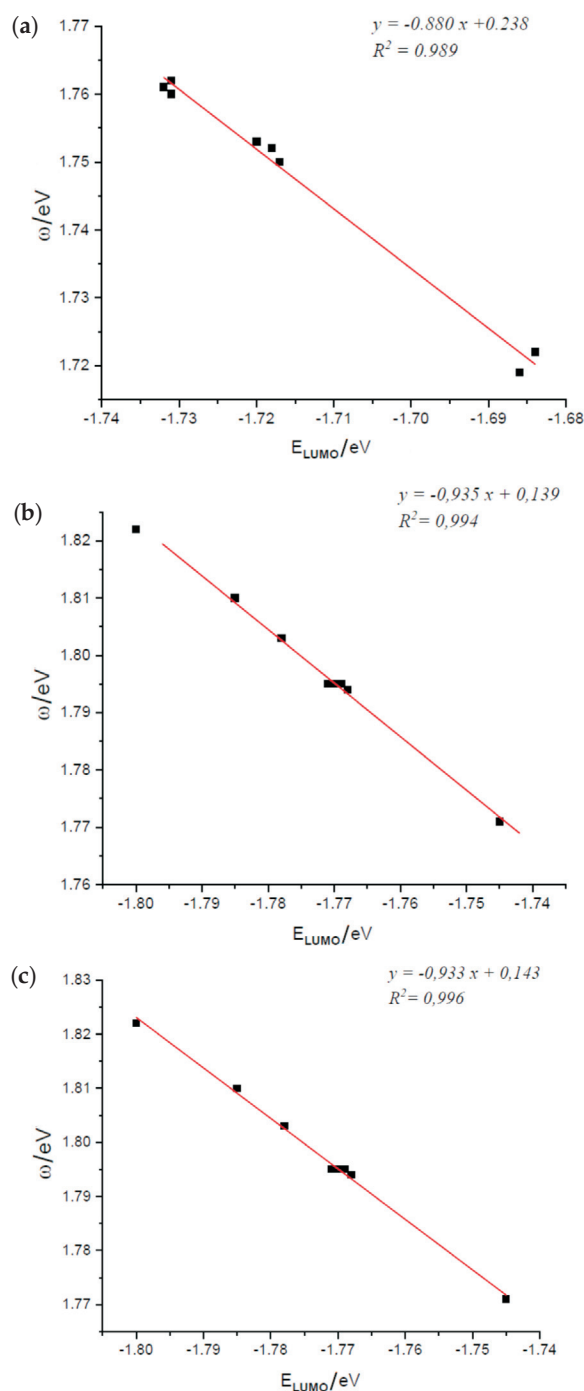 (a)
y = -0.880 x +0.238
R² = 0.989
1.77
1.76
1.75
1.74
1.73
1.72
ω/eV
-1.74 -1.73 -1.72 -1.71 -1.70 -1.69 -1.68
E_LUMO/eV
(b)
y = -0,935 x + 0,139
R²= 0,994
1.82
1.81
1.80
1.79
1.78
1.77
1.76
ω/eV
-1.80 -1.79 -1.78 -1.77 -1.76 -1.75 -1.74
E_LUMO/eV
(c)
y = -0,933 x + 0,143
R²= 0,996
1.83
1.82
1.81
1.80
1.79
1.78
1.77
ω/eV
-1.80 -1.79 -1.78 -1.77 -1.76 -1.75 -1.74
E_LUMO/eV